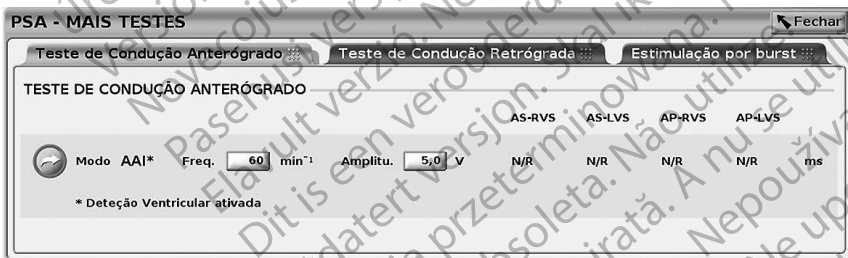 PSA - MAIS TESTES
Fechar
Teste de Condução Anterógrado
Teste de Condução Retrógrada
Estimulação por burst
TESTE DE CONDUÇÃO ANTERÓGRADO
AS-RVS AS-LVS AP-RVS AP-LVS
Modo AAI* Freq. 60 min⁻¹ Amplitu. 5,0 V N/R N/R N/R N/R ms
* Deteção Ventricular ativada